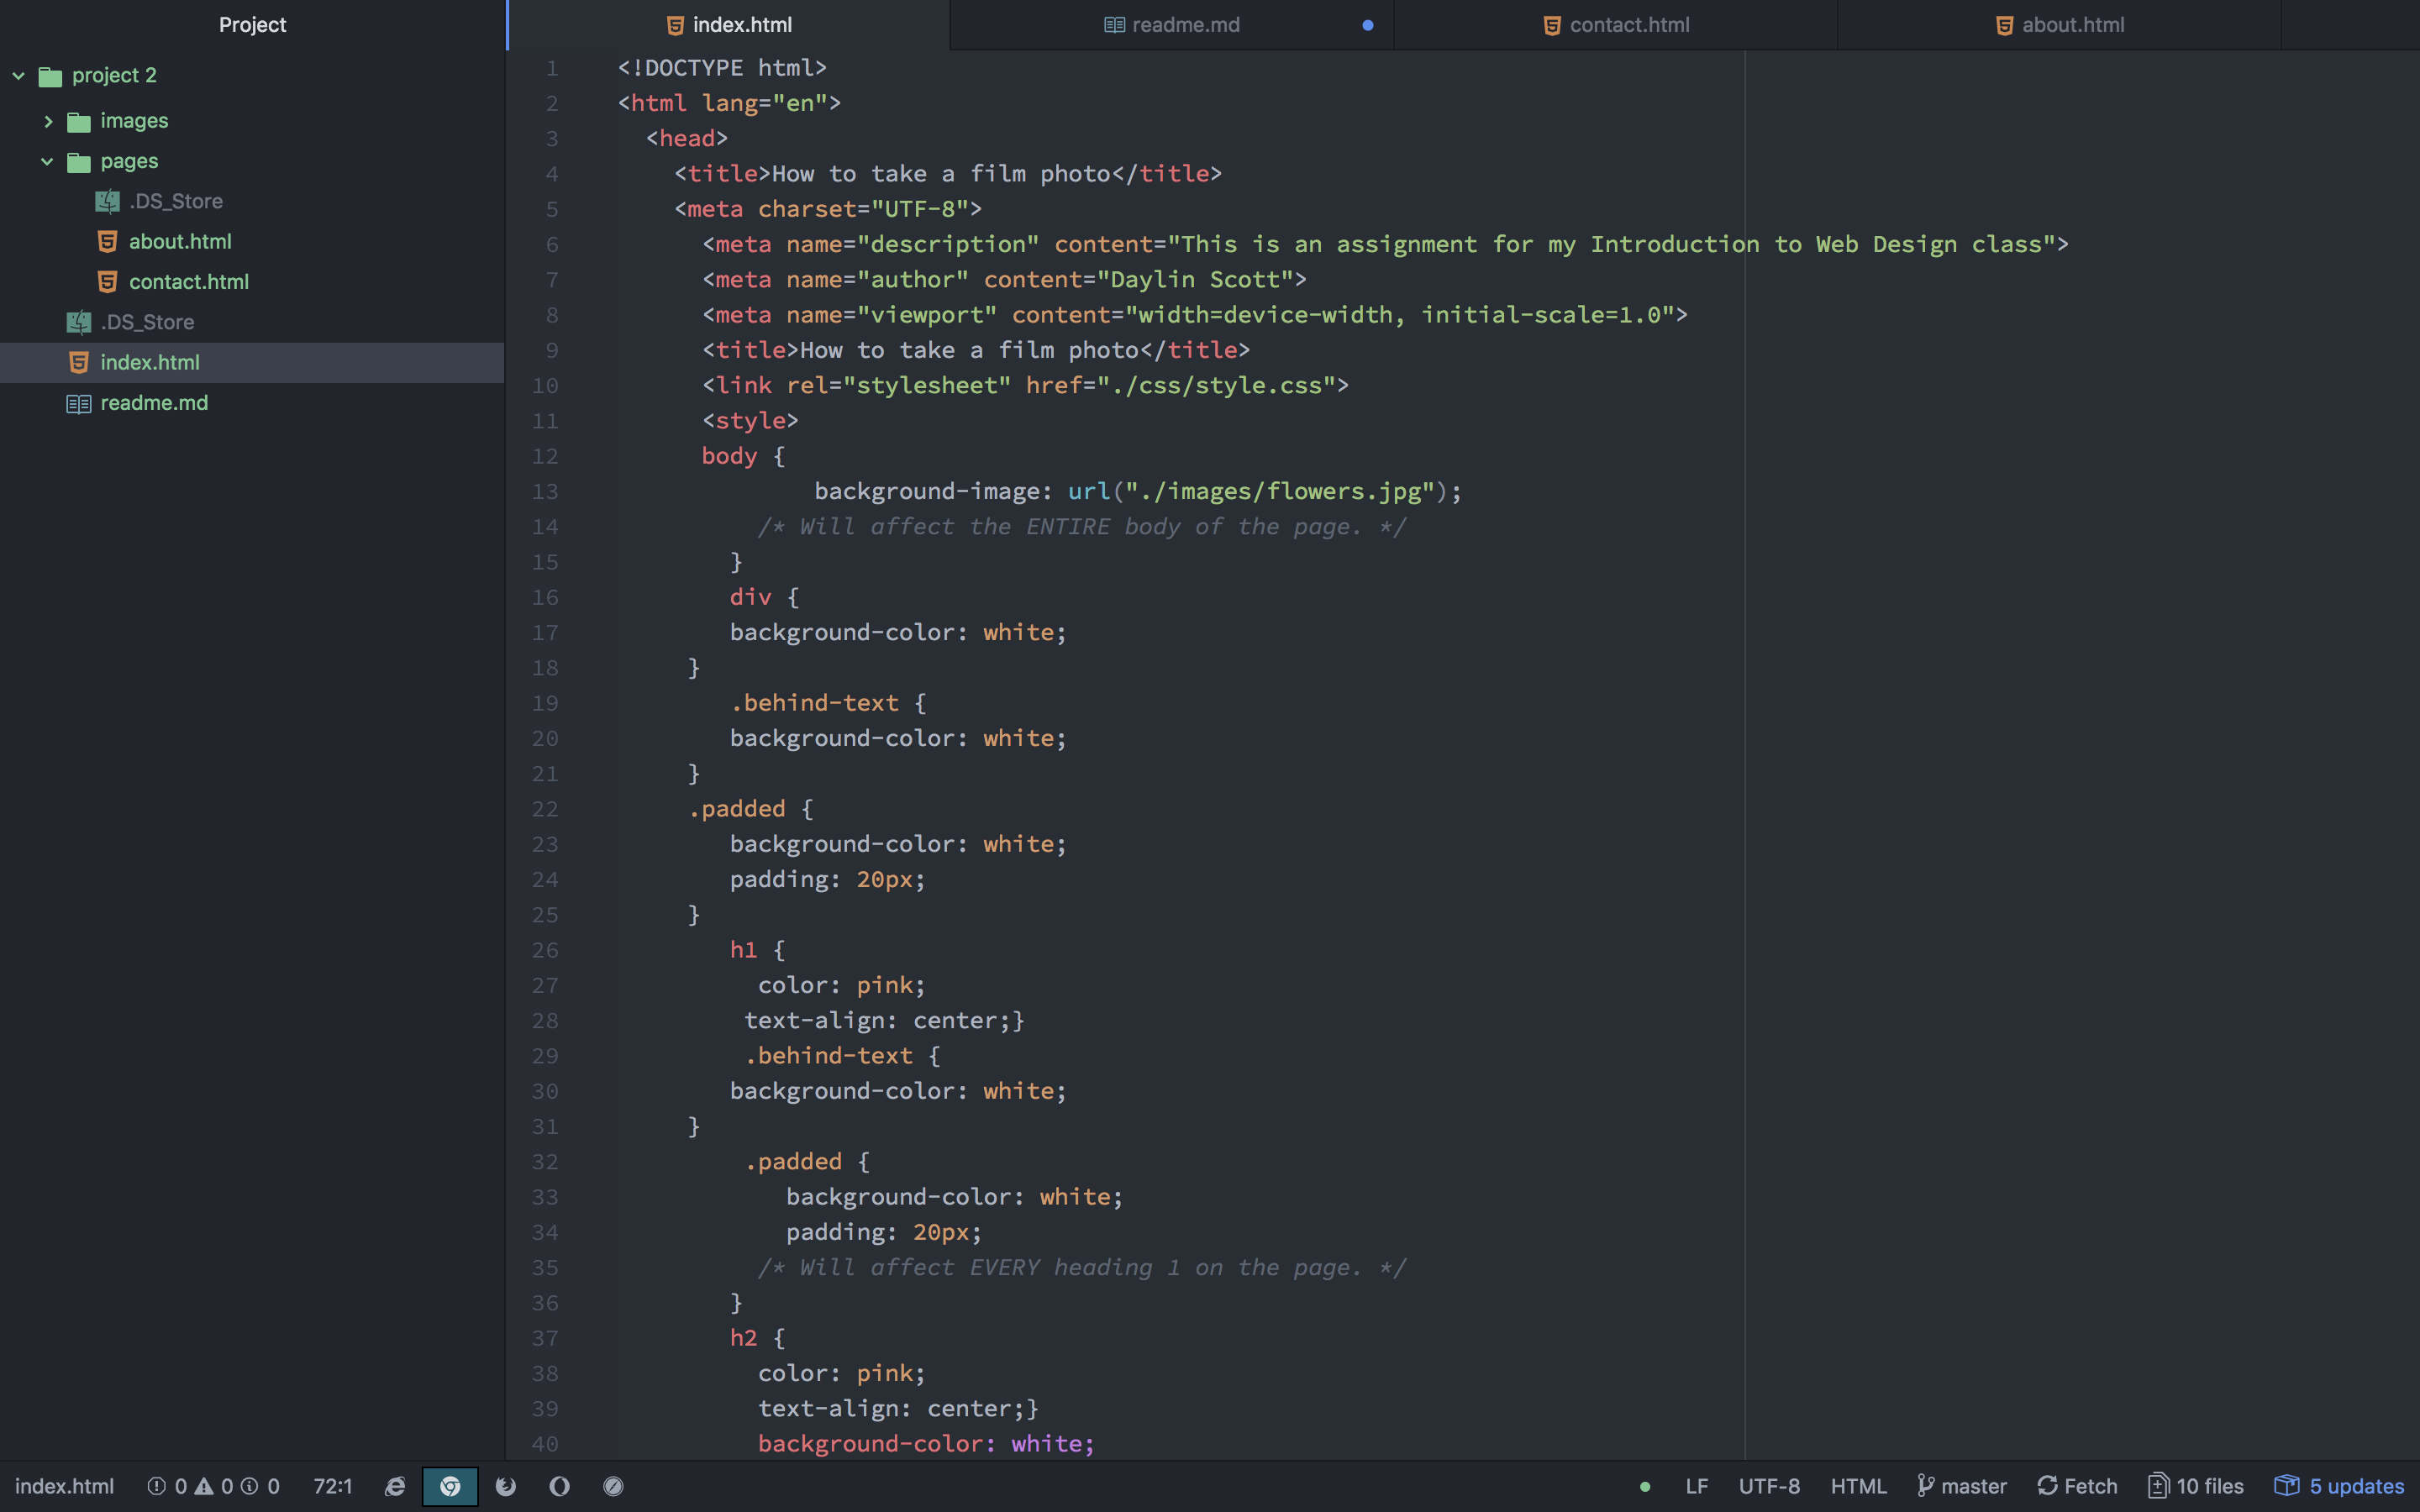 Project
project 2
images
pages
.DS_Store
about.html
contact.html
.DS_Store
index.html
readme.md
index.html
readme.md
contact.html
about.html
1 <!DOCTYPE html>
2 <html lang="en">
3 <head>
4 <title>How to take a film photo</title>
5 <meta charset="UTF-8">
6 <meta name="description" content="This is an assignment for my Introduction to Web Design class">
7 <meta name="author" content="Daylin Scott">
8 <meta name="viewport" content="width=device-width, initial-scale=1.0">
9 <title>How to take a film photo</title>
10 <link rel="stylesheet" href="./css/style.css">
11 <style>
12 body {
13 background-image: url("./images/flowers.jpg");
14 /* Will affect the ENTIRE body of the page. */
15 }
16 div {
17 background-color: white;
18 }
19 .behind-text {
20 background-color: white;
21 }
22 .padded {
23 background-color: white;
24 padding: 20px;
25 }
26 h1 {
27 color: pink;
28 text-align: center;}
29 .behind-text {
30 background-color: white;
31 }
32 .padded {
33 background-color: white;
34 padding: 20px;
35 /* Will affect EVERY heading 1 on the page. */
36 }
37 h2 {
38 color: pink;
39 text-align: center;}
40 background-color: white;
index.html 0 0 0 72:1 LF UTF-8 HTML master Fetch 10 files 5 updates